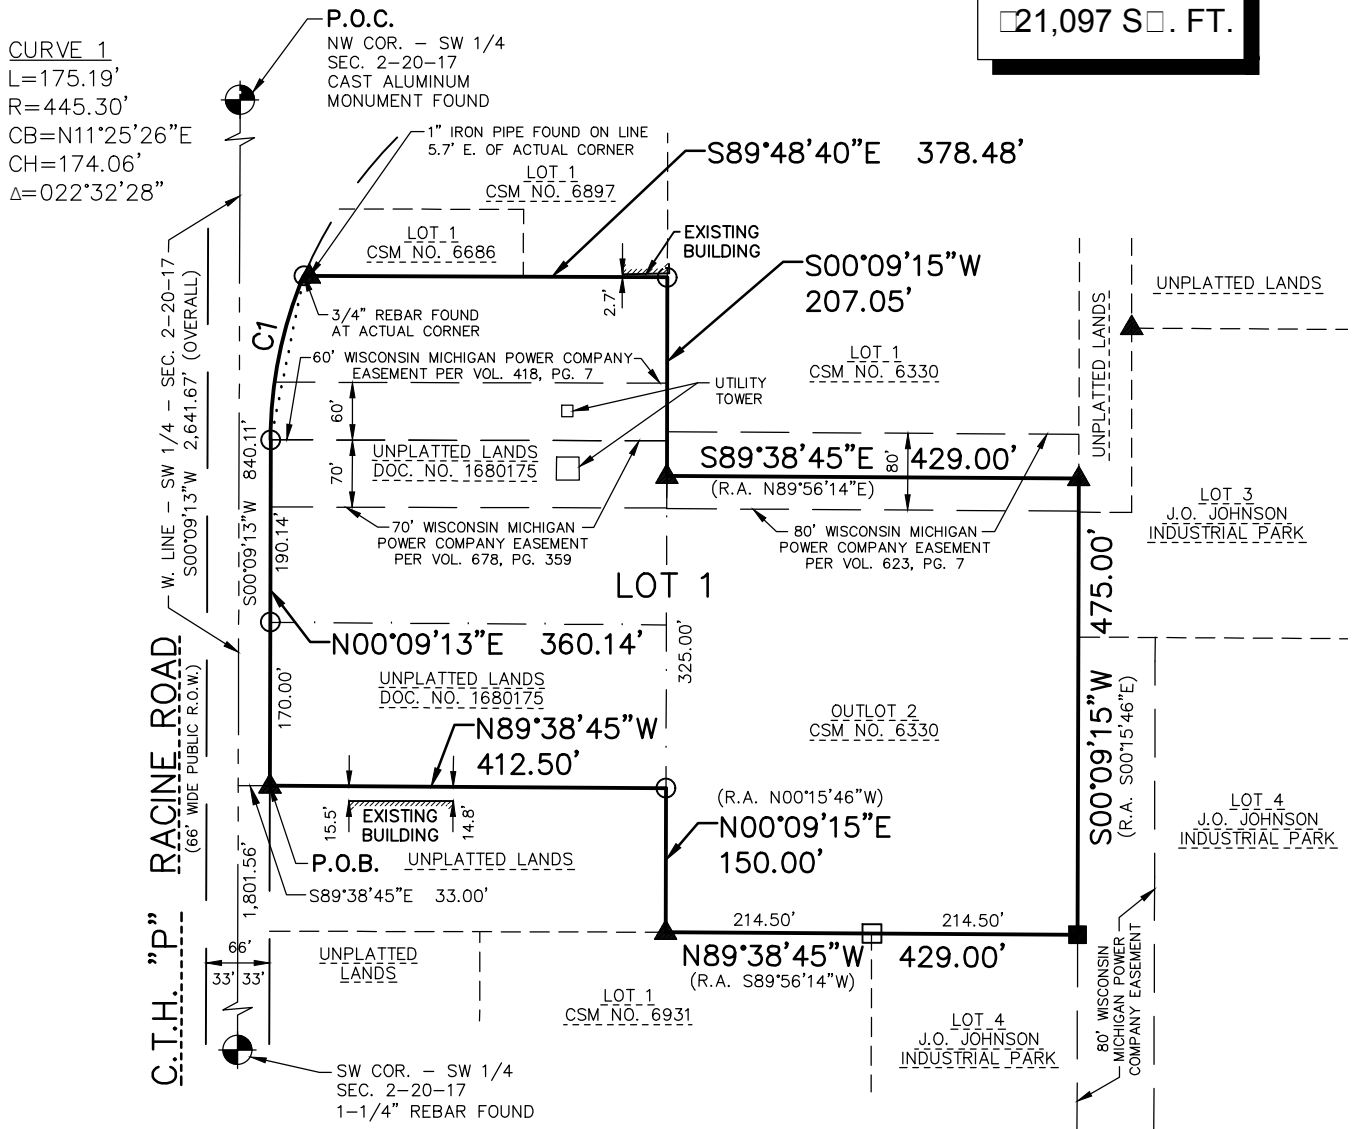 21,097 S. FT.
P.O.C.
NW COR. – SW 1/4
SEC. 2–20–17
CAST ALUMINUM
MONUMENT FOUND
CURVE 1
L=175.19'
R=445.30'
CB=N11°25'26"E
CH=174.06'
Δ=022°32'28"
1" IRON PIPE FOUND ON LINE
5.7' E. OF ACTUAL CORNER
LOT 1
CSM NO. 6897
S89°48'40"E 378.48'
LOT 1
CSM NO. 6686
EXISTING
BUILDING
S00°09'15"W
207.05'
UNPLATTED LANDS
UNPLATTED LANDS
2.7'
3/4" REBAR FOUND
AT ACTUAL CORNER
C1
60' WISCONSIN MICHIGAN POWER COMPANY
EASEMENT PER VOL. 418, PG. 7
LOT 1
CSM NO. 6330
UTILITY
TOWER
60'
70'
UNPLATTED LANDS
DOC. NO. 1680175
S89°38'45"E 429.00'
80'
(R.A. N89°56'14"E)
LOT 3
J.O. JOHNSON
INDUSTRIAL PARK
70' WISCONSIN MICHIGAN
POWER COMPANY EASEMENT
PER VOL. 678, PG. 359
80' WISCONSIN MICHIGAN
POWER COMPANY EASEMENT
PER VOL. 623, PG. 7
W. LINE – SW 1/4 – SEC. 2–20–17
S00°09'13"W 2,641.67' (OVERALL)
S00°09'13"W 840.11'
190.14'
LOT 1
N00°09'13"E 360.14'
325.00'
170.00'
UNPLATTED LANDS
DOC. NO. 1680175
N89°38'45"W
412.50'
OUTLOT 2
CSM NO. 6330
S00°09'15"W 475.00'
(R.A. S00°15'46"E)
C.T.H. "P" RACINE ROAD
(66' WIDE PUBLIC R.O.W.)
15.5'
EXISTING
BUILDING
14.8'
(R.A. N00°15'46"W)
N00°09'15"E
150.00'
LOT 4
J.O. JOHNSON
INDUSTRIAL PARK
P.O.B.
UNPLATTED LANDS
S89°38'45"E 33.00'
1,801.56'
214.50'
214.50'
N89°38'45"W 429.00'
(R.A. S89°56'14"W)
66'
33' 33'
UNPLATTED
LANDS
LOT 1
CSM NO. 6931
LOT 4
J.O. JOHNSON
INDUSTRIAL PARK
80' WISCONSIN
MICHIGAN POWER
COMPANY EASEMENT
SW COR. – SW 1/4
SEC. 2–20–17
1–1/4" REBAR FOUND